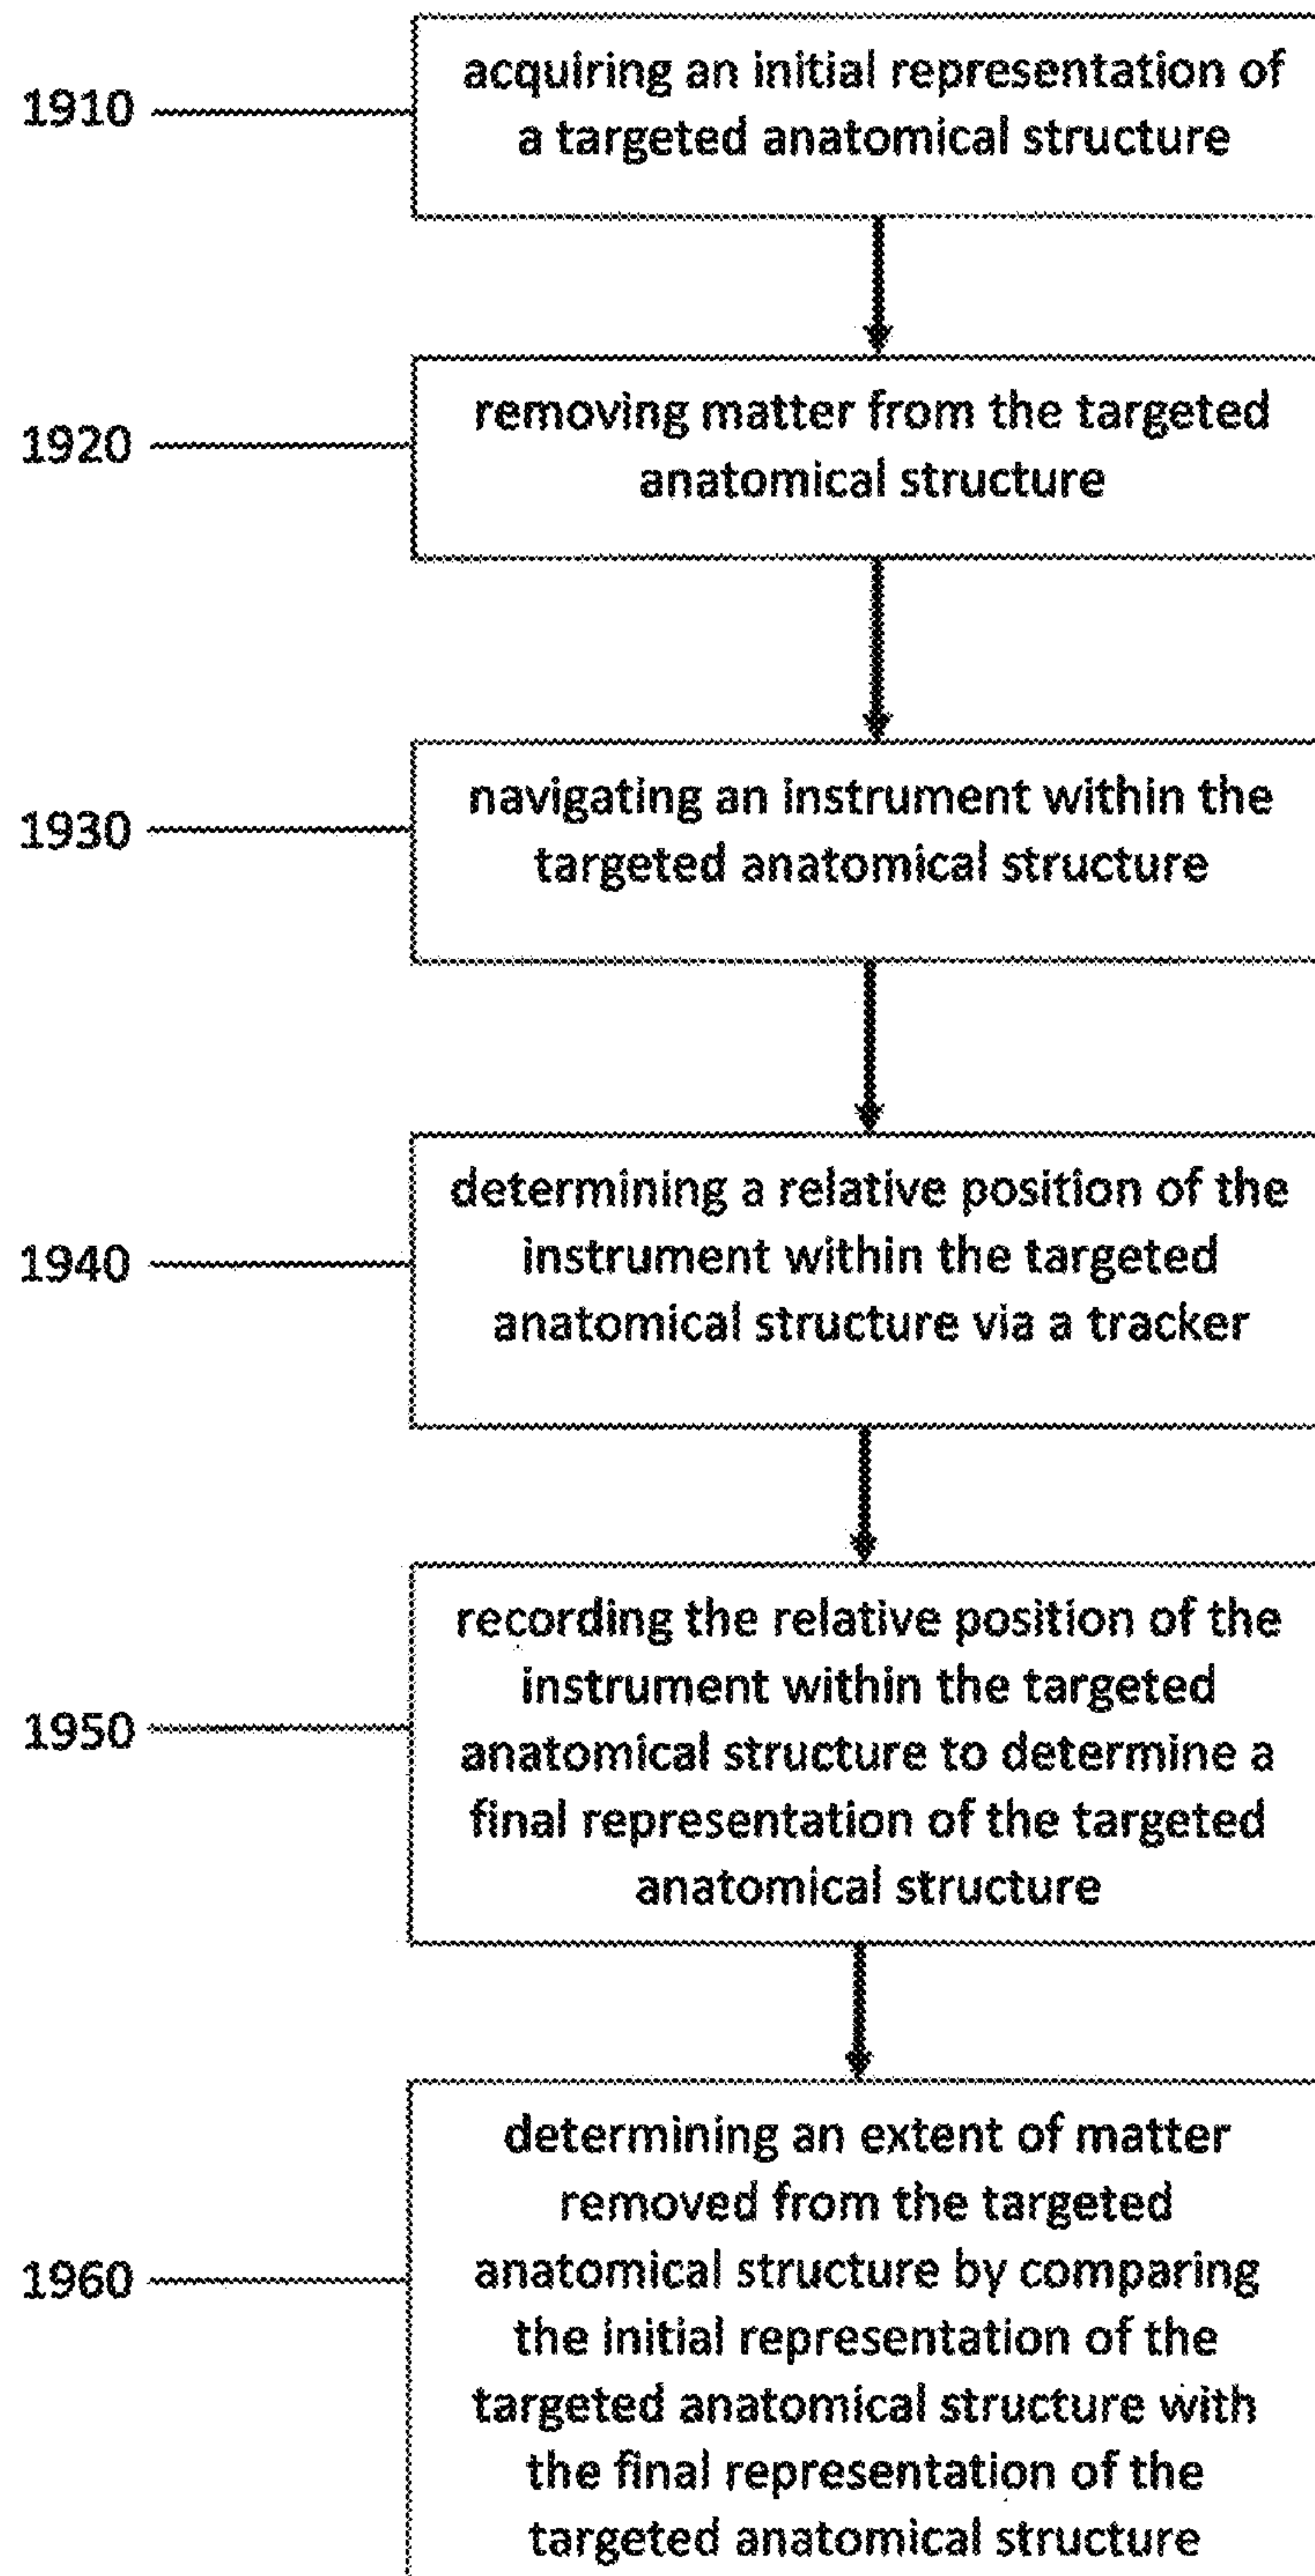 1910
acquiring an initial representation of
a targeted anatomical structure
1920
removing matter from the targeted
anatomical structure
1930
navigating an instrument within the
targeted anatomical structure
1940
determining a relative position of the
instrument within the targeted
anatomical structure via a tracker
1950
recording the relative position of the
instrument within the targeted
anatomical structure to determine a
final representation of the targeted
anatomical structure
1960
determining an extent of matter
removed from the targeted
anatomical structure by comparing
the initial representation of the
targeted anatomical structure with
the final representation of the
targeted anatomical structure